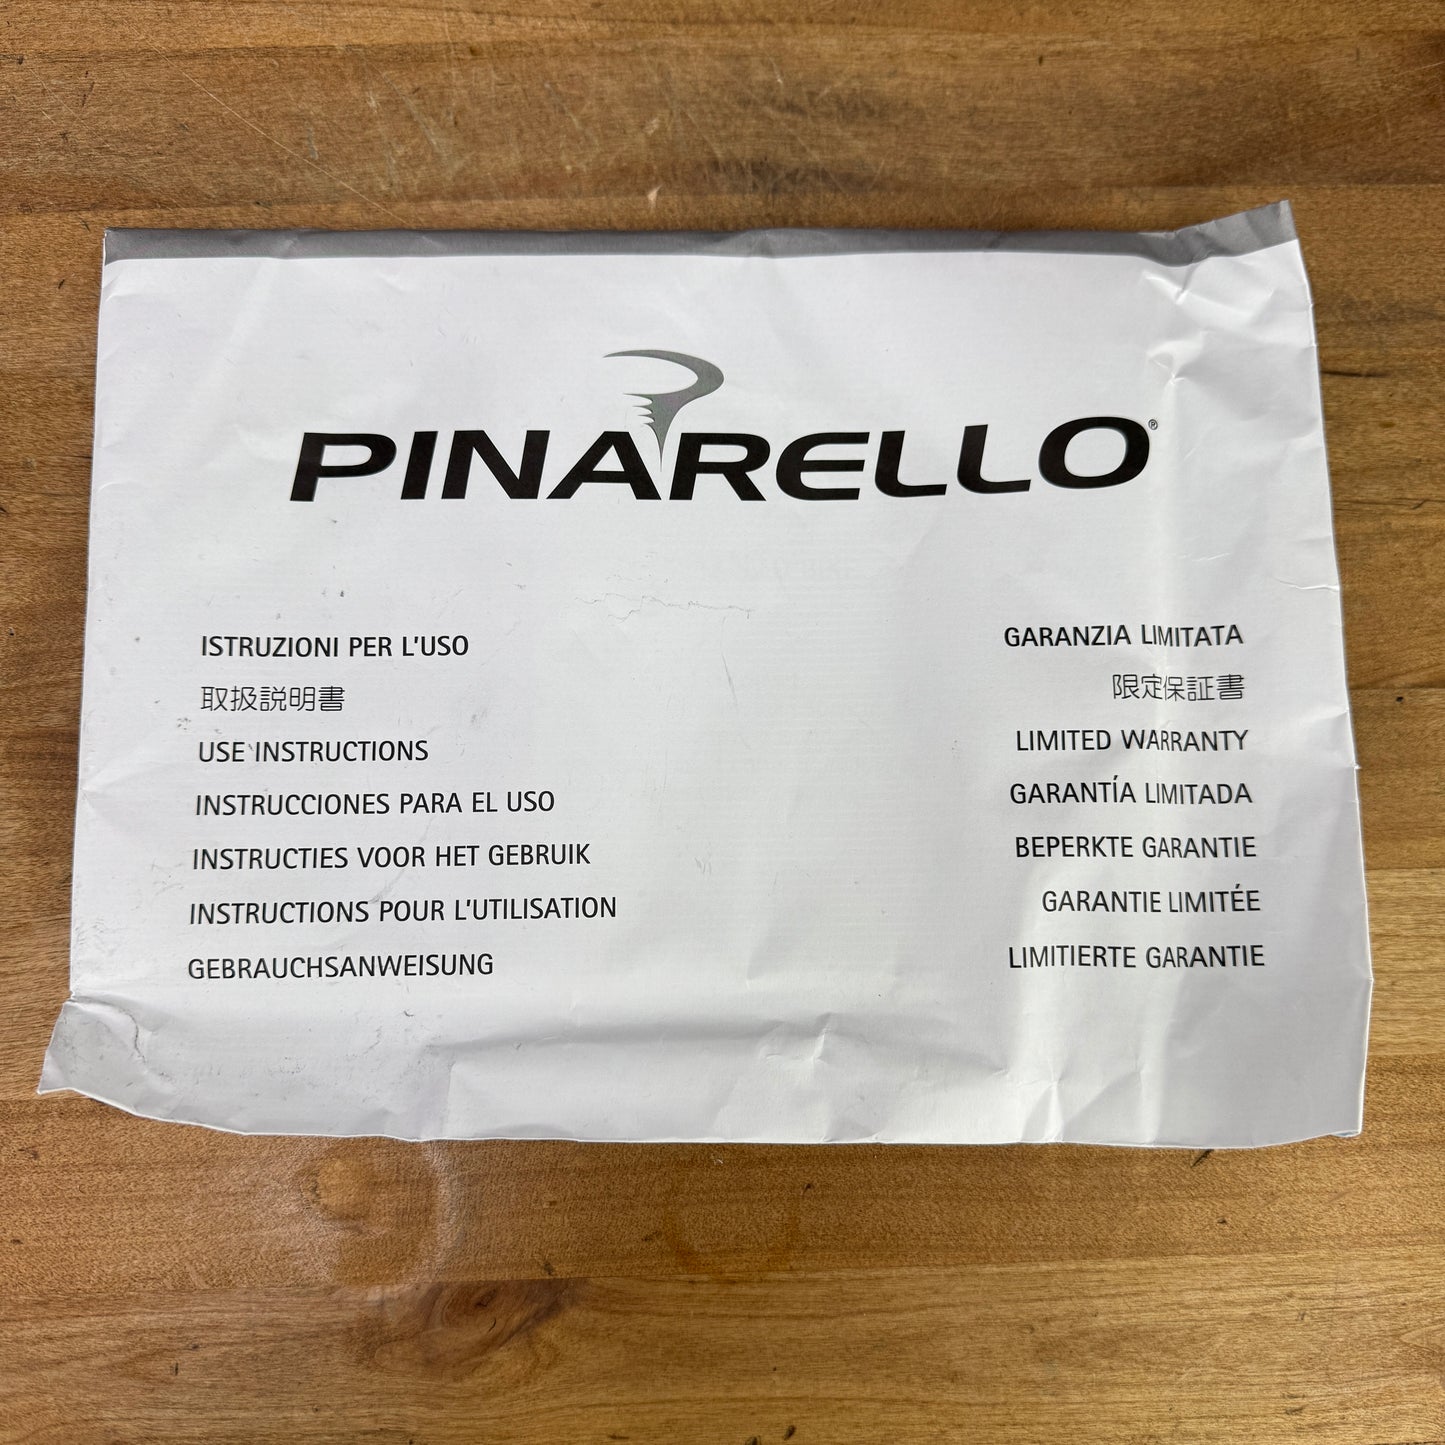 PINARELLO®
ISTRUZIONI PER L'USO
取扱説明書
USE INSTRUCTIONS
INSTRUCCIONES PARA EL USO
INSTRUCTIES VOOR HET GEBRUIK
INSTRUCTIONS POUR L'UTILISATION
GEBRAUCHSANWEISUNG
GARANZIA LIMITATA
限定保証書
LIMITED WARRANTY
GARANTÍA LIMITADA
BEPERKTE GARANTIE
GARANTIE LIMITÉE
LIMITIERTE GARANTIE